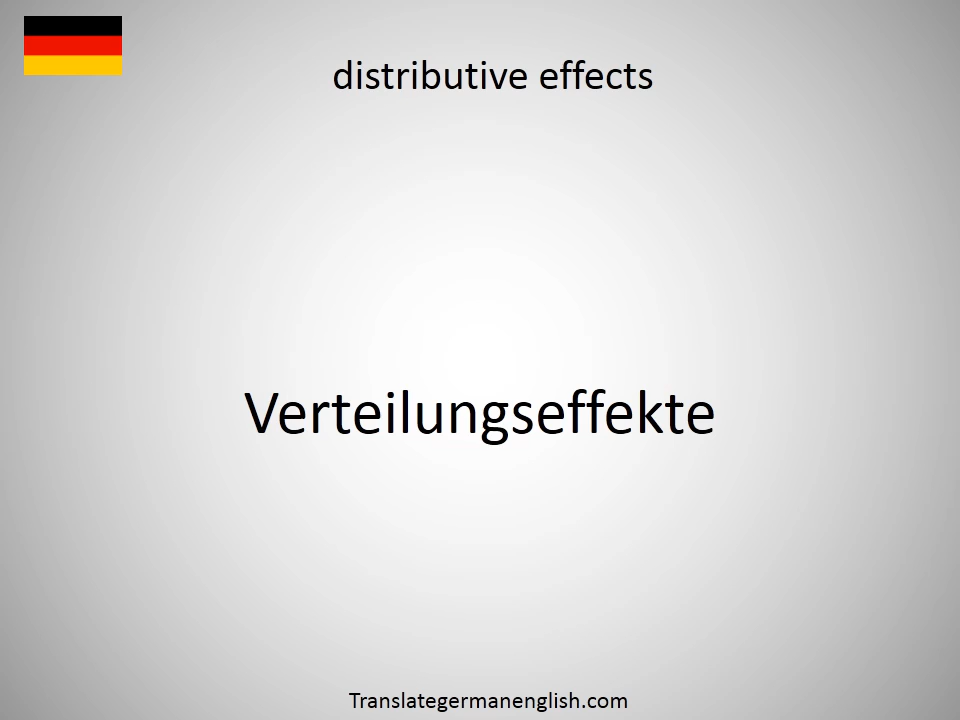 distributive effects
Verteilungseffekte
Translategermanenglish.com